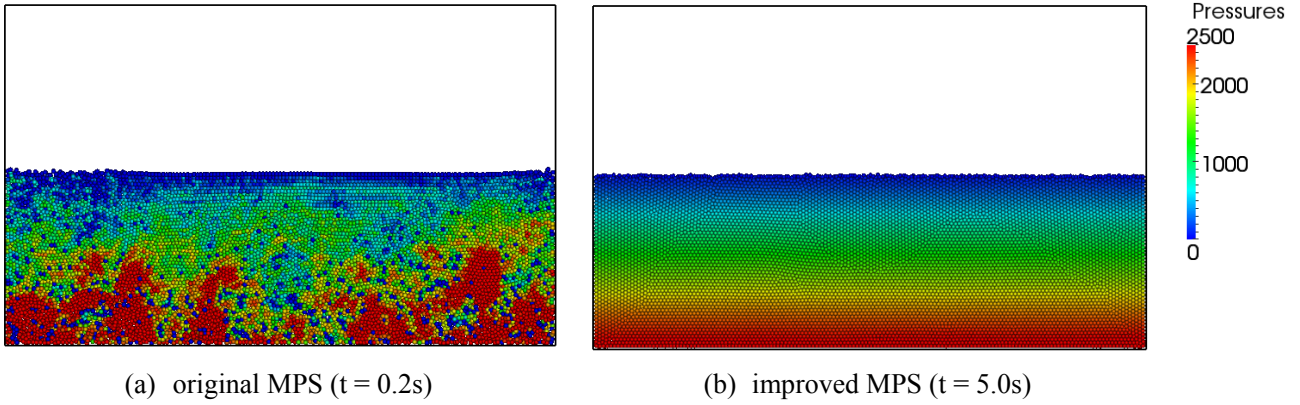 Pressures
2500
2000
1000
0
(a) original MPS (t = 0.2s)
(b) improved MPS (t = 5.0s)